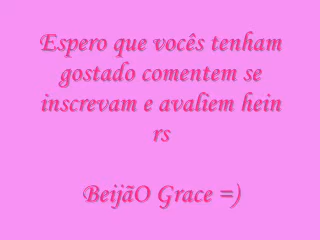 Espero que vocês tenham
gostado comentem se
inscrevam e avaliem hein
rs
BeijãO Grace =)